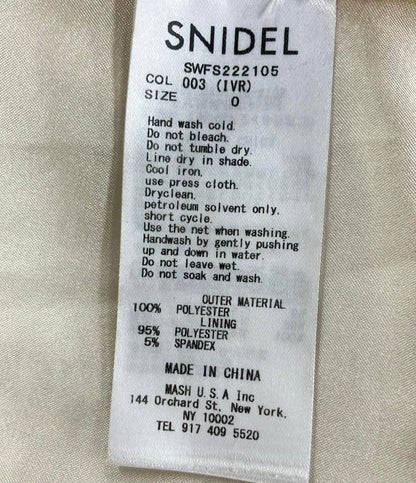 SNIDEL
SWFS222105
COL 003 (IVR)
SIZE 0
Hand wash cold.
Do not bleach.
Do not tumble dry.
Line dry in shade.
Cool iron,
use press cloth.
Dryclean,
petroleum solvent only.
short cycle.
Use the net when washing.
Handwash by gently pushing
up and down in water.
Do not leave wet.
Do not soak and wash.
OUTER MATERIAL
100% POLYESTER
LINING
95% POLYESTER
5% SPANDEX
MADE IN CHINA
MASH U.S.A Inc
144 Orchard St, New York.
NY 10002
TEL 917 409 5520